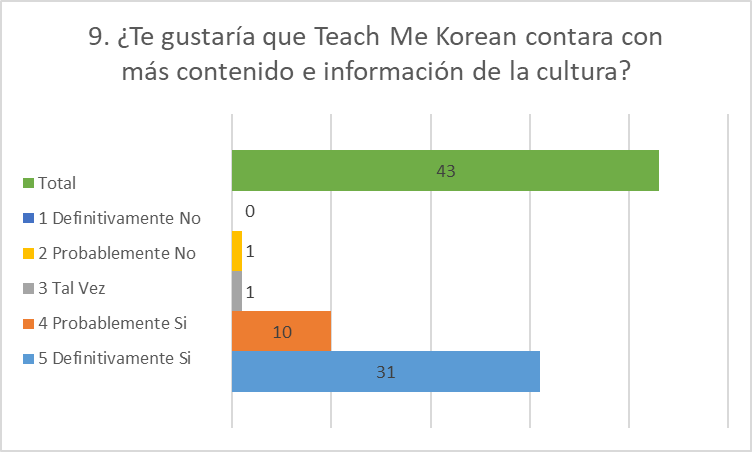 9. ¿Te gustaría que Teach Me Korean contara con
más contenido e información de la cultura?
Total
1 Definitivamente No
2 Probablemente No
3 Tal Vez
4 Probablemente Si
5 Definitivamente Si
43
0
1
1
10
31